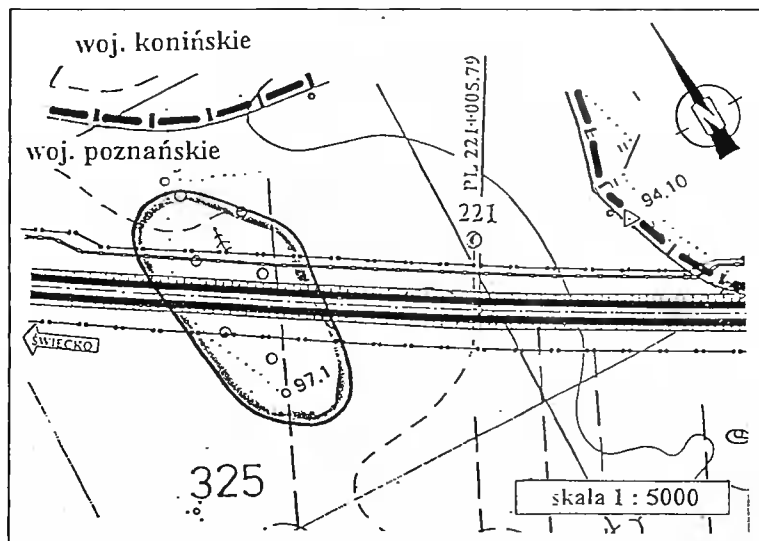 woj. konińskie
woj. poznańskie
PL 221+005.79
221
94.10
N
ŚWIECKO
97.1
325
skala 1 : 5000